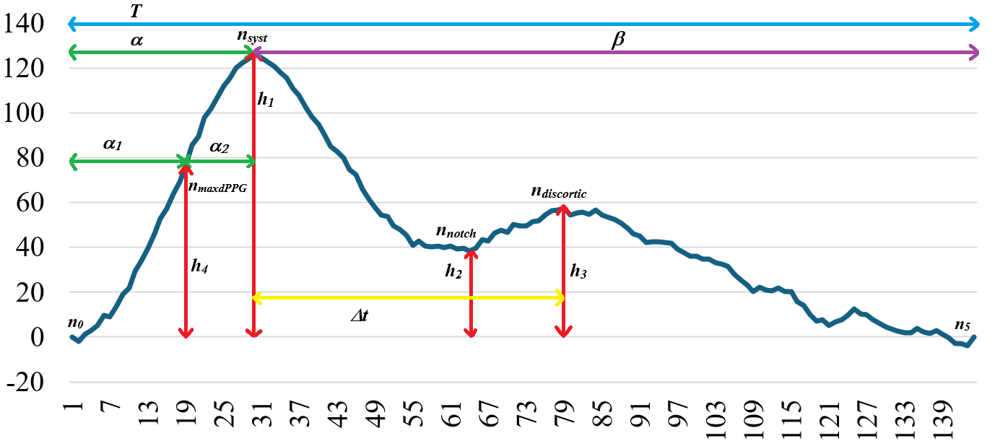 T
140
n_syst
α
β
120
h₁
100
α₁
α₂
80
n_maxdPPG
n_discortic
60
n_notch
40
h₄
h₂
h₃
20
Δt
n₀
n₅
0
-20
1 7 13 19 25 31 37 43 49 55 61 67 73 79 85 91 97 103 109 115 121 127 133 139